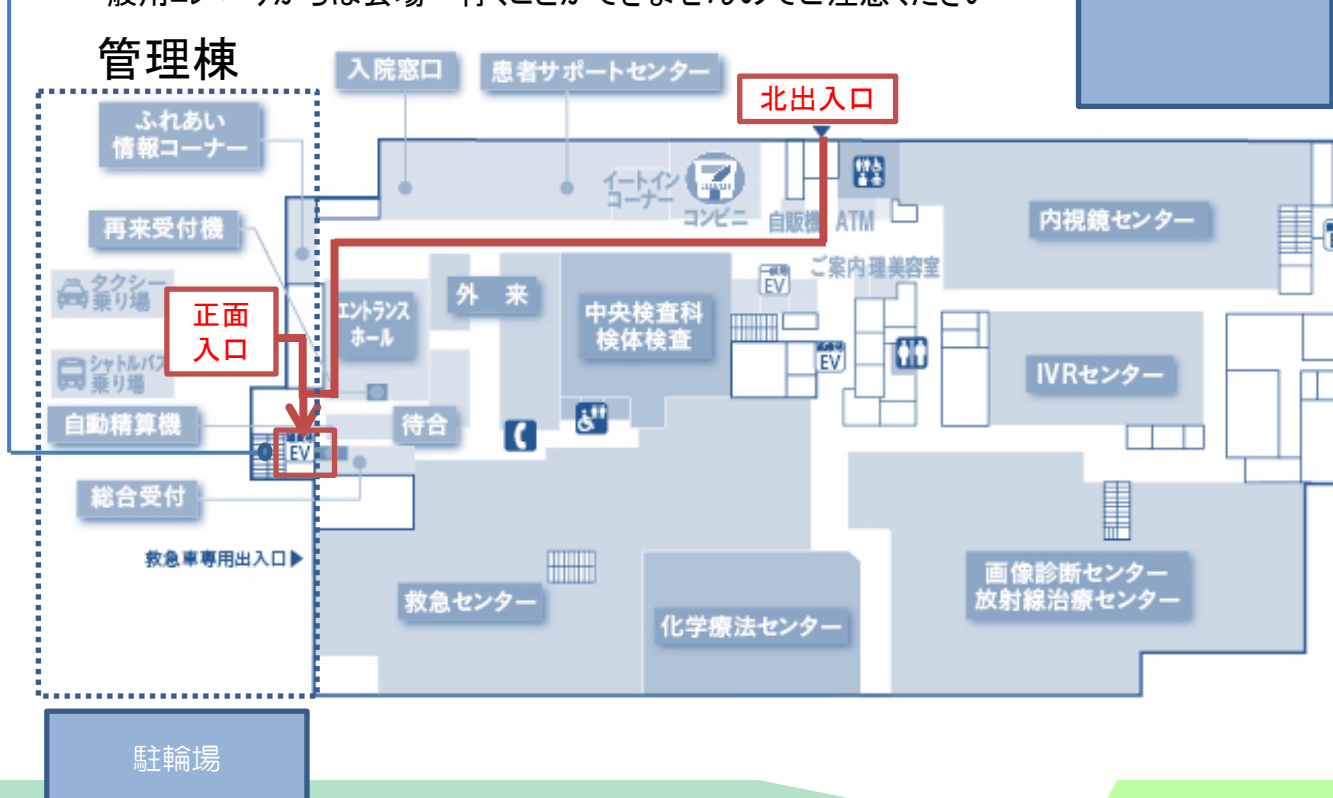 管理棟
入院窓口
患者サポートセンター
北出入口
ふれあい
情報コーナー
イートイン
コーナー
コンビニ
自販機
ATM
内視鏡センター
再来受付機
タクシー
乗り場
正面
入口
エントランス
ホール
外 来
中央検査科
検体検査
EV
ご案内
理美容室
シャトルバス
乗り場
EV
IVRセンター
自動精算機
待合
EV
総合受付
救急車専用出入口▶
救急センター
化学療法センター
画像診断センター
放射線治療センター
駐輪場